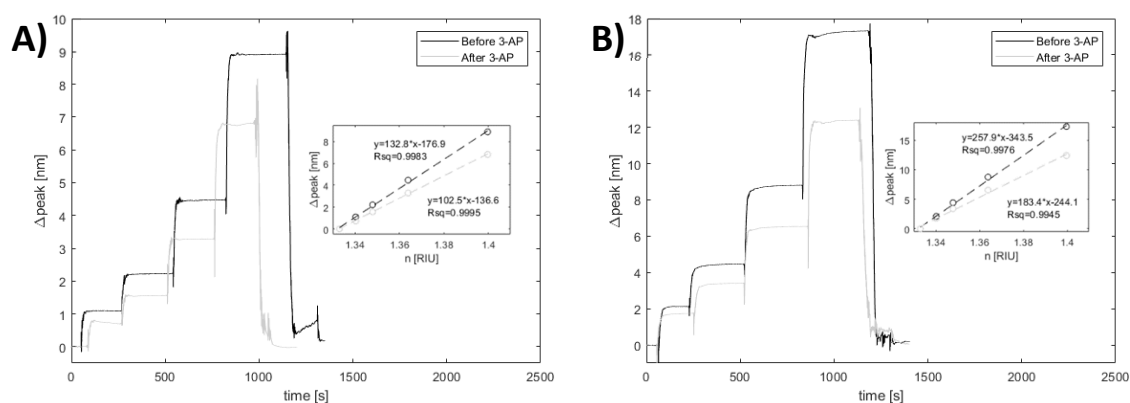 A)
Δpeak [nm]
10
9
8
7
6
5
4
3
2
1
0
0
500
1000
1500
2000
2500
time [s]
Before 3-AP
After 3-AP
Δpeak [nm]
8
6
4
2
0
y=132.8*x-176.9
Rsq=0.9983
y=102.5*x-136.6
Rsq=0.9995
1.34
1.36
1.38
1.4
n [RIU]
B)
Δpeak [nm]
18
16
14
12
10
8
6
4
2
0
0
500
1000
1500
2000
2500
time [s]
Before 3-AP
After 3-AP
Δpeak [nm]
15
10
5
0
y=257.9*x-343.5
Rsq=0.9976
y=183.4*x-244.1
Rsq=0.9945
1.34
1.36
1.38
1.4
n [RIU]